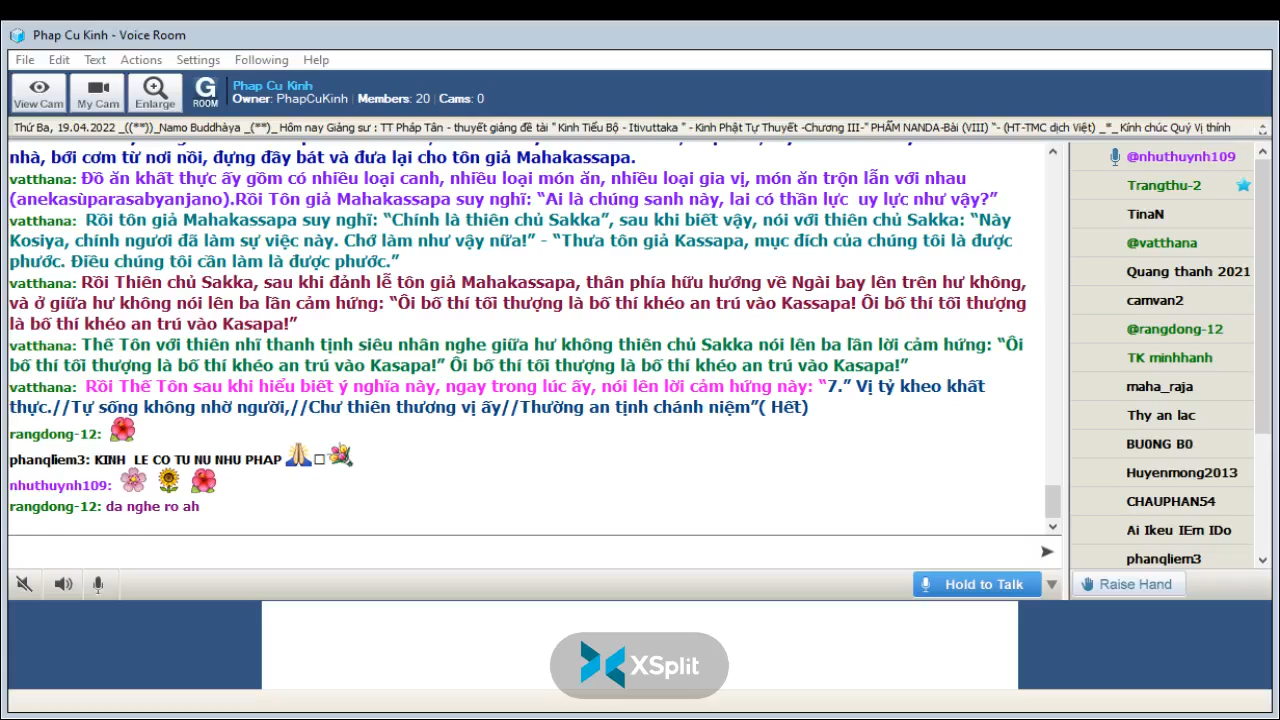 Phap Cu Kinh - Voice Room
File Edit Text Actions Settings Following Help
View Cam My Cam Enlarge G ROOM
Phap Cu Kinh
Owner: PhapCuKinh | Members: 20 | Cams: 0
Thứ Ba, 19.04.2022 _((**))_Namo Buddhàya _(**)_ Hôm nay Giảng sư : TT Pháp Tân - thuyết giảng đề tài " Kinh Tiểu Bộ - Itivuttaka " - Kinh Phật Tự Thuyết -Chương III-" PHẨM NANDA-Bài (VIII) "- (HT-TMC dịch Việt) _*_ Kính chúc Quý Vị thính
nhà, bới cơm từ nơi nồi, đựng đầy bát và đưa lại cho tôn giả Mahakassapa.
vatthana: Đồ ăn khất thực ấy gồm có nhiều loại canh, nhiều loại món ăn, nhiều loại gia vị, món ăn trộn lẫn với nhau
(anekasùparasabyanjano).Rồi Tôn giả Mahakassapa suy nghĩ: “Ai là chúng sanh này, lai có thần lực uy lực như vậy?”
vatthana: Rồi tôn giả Mahakassapa suy nghĩ: “Chính là thiên chủ Sakka”, sau khi biết vậy, nói với thiên chủ Sakka: “Này
Kosiya, chính ngươi đã làm sự việc này. Chớ làm như vậy nữa!” - “Thưa tôn giả Kassapa, mục đích của chúng tôi là được
phước. Điều chúng tôi cần làm là được phước.”
vatthana: Rồi Thiên chủ Sakka, sau khi đảnh lễ tôn giả Mahakassapa, thân phía hữu hướng về Ngài bay lên trên hư không,
và ở giữa hư không nói lên ba lần cảm hứng: “Ôi bố thí tối thượng là bố thí khéo an trú vào Kassapa! Ôi bố thí tối thượng
là bố thí khéo an trú vào Kasapa!”
vatthana: Thế Tôn với thiên nhĩ thanh tịnh siêu nhân nghe giữa hư không thiên chủ Sakka nói lên ba lần lời cảm hứng: “Ôi
bố thí tối thượng là bố thí khéo an trú vào Kasapa!” Ôi bố thí tối thượng là bố thí khéo an trú vào Kasapa!”
vatthana: Rồi Thế Tôn sau khi hiểu biết ý nghĩa này, ngay trong lúc ấy, nói lên lời cảm hứng này: “7.” Vị tỷ kheo khất
thực.//Tự sống không nhờ người,//Chư thiên thương vị ấy//Thường an tịnh chánh niệm”( Hết)
rangdong-12:
phanqliem3: KINH LE CO TU NU NHU PHAP
nhuthuynh109:
rangdong-12: da nghe ro ah
Hold to Talk
@nhuthuynh109
Trangthu-2
TinaN
@vatthana
Quang thanh 2021
camvan2
@rangdong-12
TK minhhanh
maha_raja
Thy an lac
BU0NG B0
Huyenmong2013
CHAUPHAN54
Ai Ikeu IEm IDo
phanqliem3
Raise Hand
XSplit